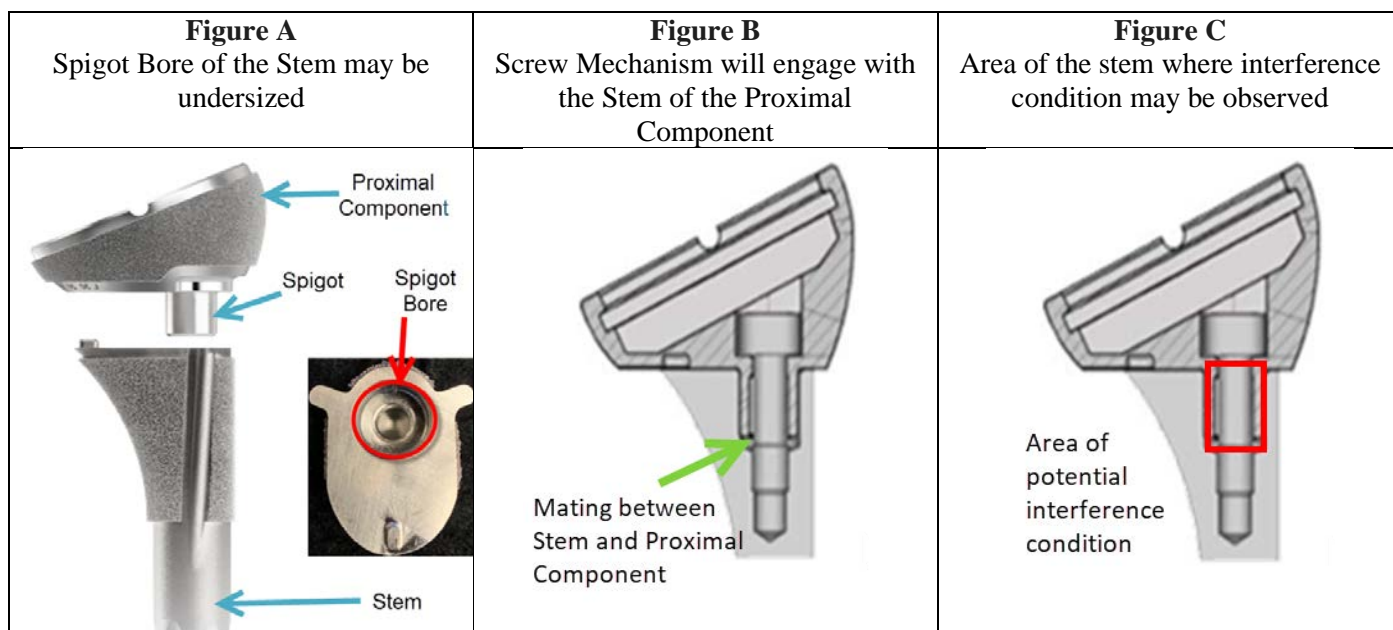 Figure A
Spigot Bore of the Stem may be
undersized
Figure B
Screw Mechanism will engage with
the Stem of the Proximal
Component
Figure C
Area of the stem where interference
condition may be observed
Proximal
Component
Spigot
Spigot
Bore
Stem
Mating between
Stem and Proximal
Component
Area of
potential
interference
condition